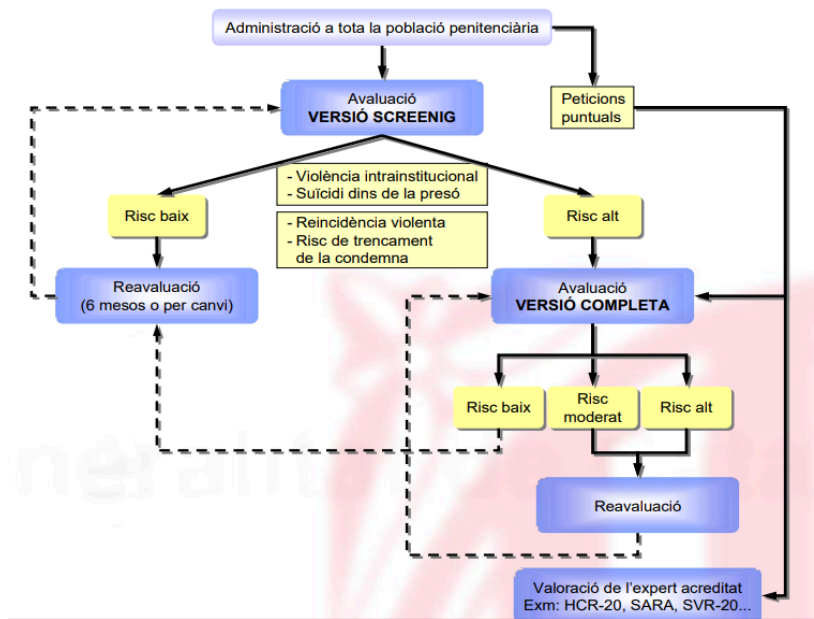 Administració a tota la població penitenciària
Avaluació
VERSIÓ SCREENIG
Peticions
puntuals
- Violència intrainstitucional
- Suïcidi dins de la presó
- Reincidència violenta
- Risc de trencament
de la condemna
Risc baix
Risc alt
Reavaluació
(6 mesos o per canvi)
Avaluació
VERSIÓ COMPLETA
Risc baix
Risc
moderat
Risc alt
Reavaluació
Valoració de l'expert acreditat
Exm: HCR-20, SARA, SVR-20...